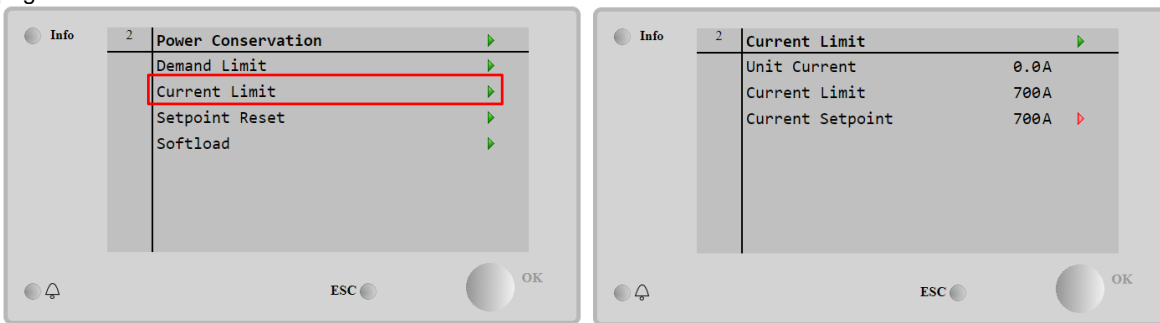 Info
2 Power Conservation
Demand Limit
Current Limit
Setpoint Reset
Softload
ESC
OK
Info
2 Current Limit
Unit Current 0.0A
Current Limit 700A
Current Setpoint 700A
ESC
OK